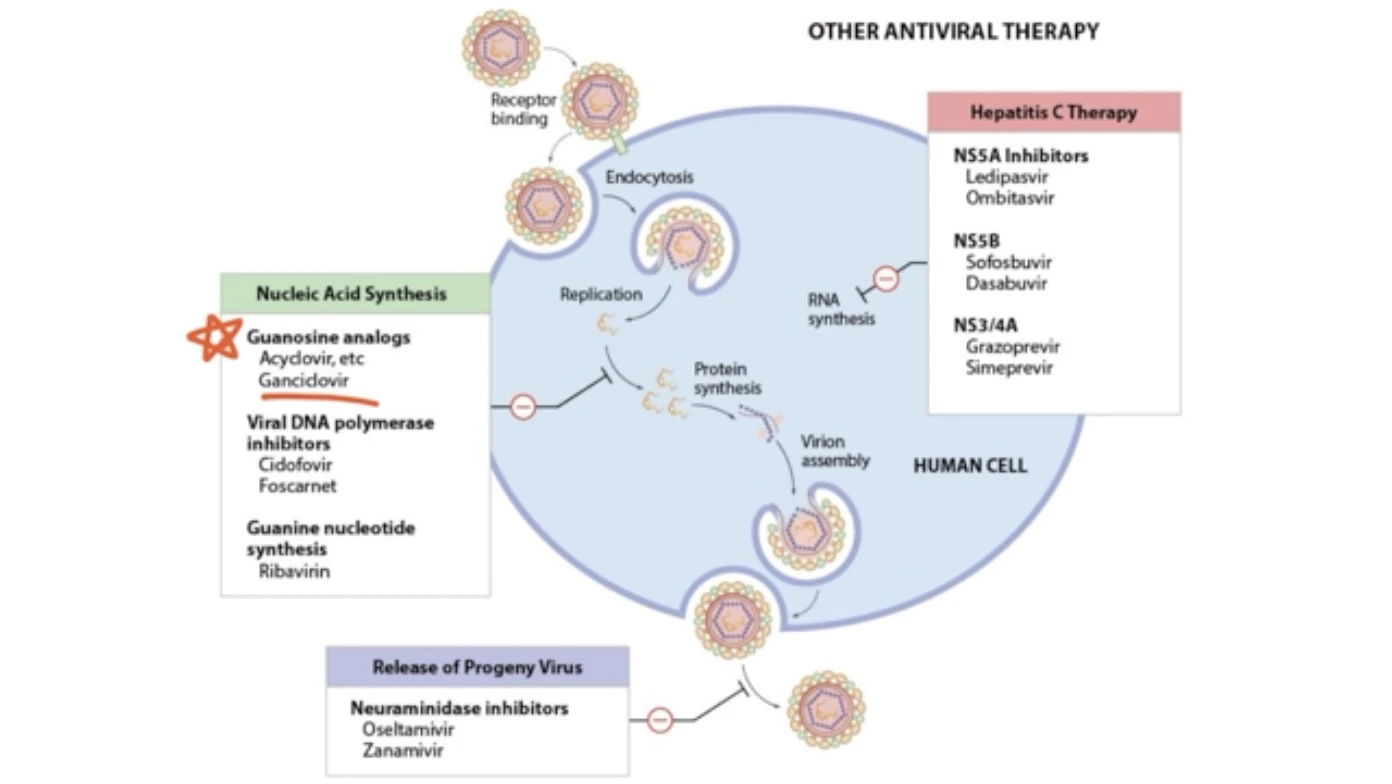 OTHER ANTIVIRAL THERAPY
Receptor
binding
Endocytosis
Replication
Protein
synthesis
Virion
assembly
RNA
synthesis
HUMAN CELL
Hepatitis C Therapy
NS5A Inhibitors
Ledipasvir
Ombitasvir
NS5B
Sofosbuvir
Dasabuvir
NS3/4A
Grazoprevir
Simeprevir
Nucleic Acid Synthesis
Guanosine analogs
Acyclovir, etc
Ganciclovir
Viral DNA polymerase
inhibitors
Cidofovir
Foscarnet
Guanine nucleotide
synthesis
Ribavirin
Release of Progeny Virus
Neuraminidase inhibitors
Oseltamivir
Zanamivir